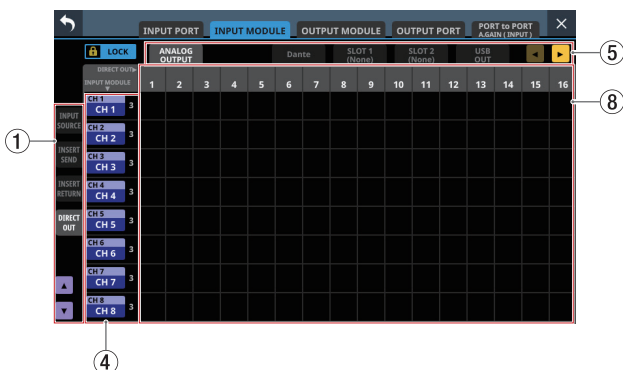 INPUT PORT INPUT MODULE OUTPUT MODULE OUTPUT PORT PORT to PORT
A.GAIN ( INPUT )
LOCK ANALOG OUTPUT Dante SLOT 1 (None) SLOT 2 (None) USB OUT
5
DIRECT OUT
INPUT MODULE
1 2 3 4 5 6 7 8 9 10 11 12 13 14 15 16
8
1
INPUT SOURCE
INSERT SEND
INSERT RETURN
DIRECT OUT
CH 1
CH 1 3
CH 2
CH 2 3
CH 3
CH 3 3
CH 4
CH 4 3
CH 5
CH 5 3
CH 6
CH 6 3
CH 7
CH 7 3
CH 8
CH 8 3
4